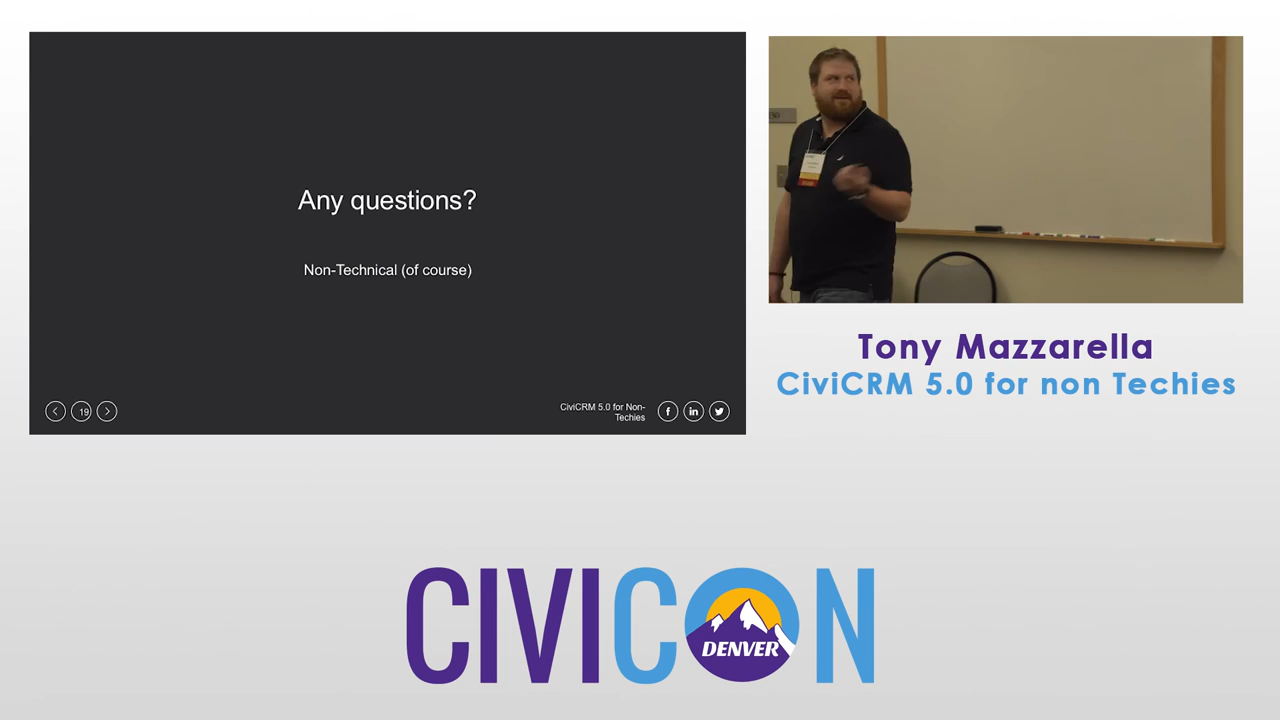 Any questions?
Non-Technical (of course)
19
CiviCRM 5.0 for Non-
Techies
f
in
Tony Mazzarella
CiviCRM 5.0 for non Techies
CIVICON
DENVER